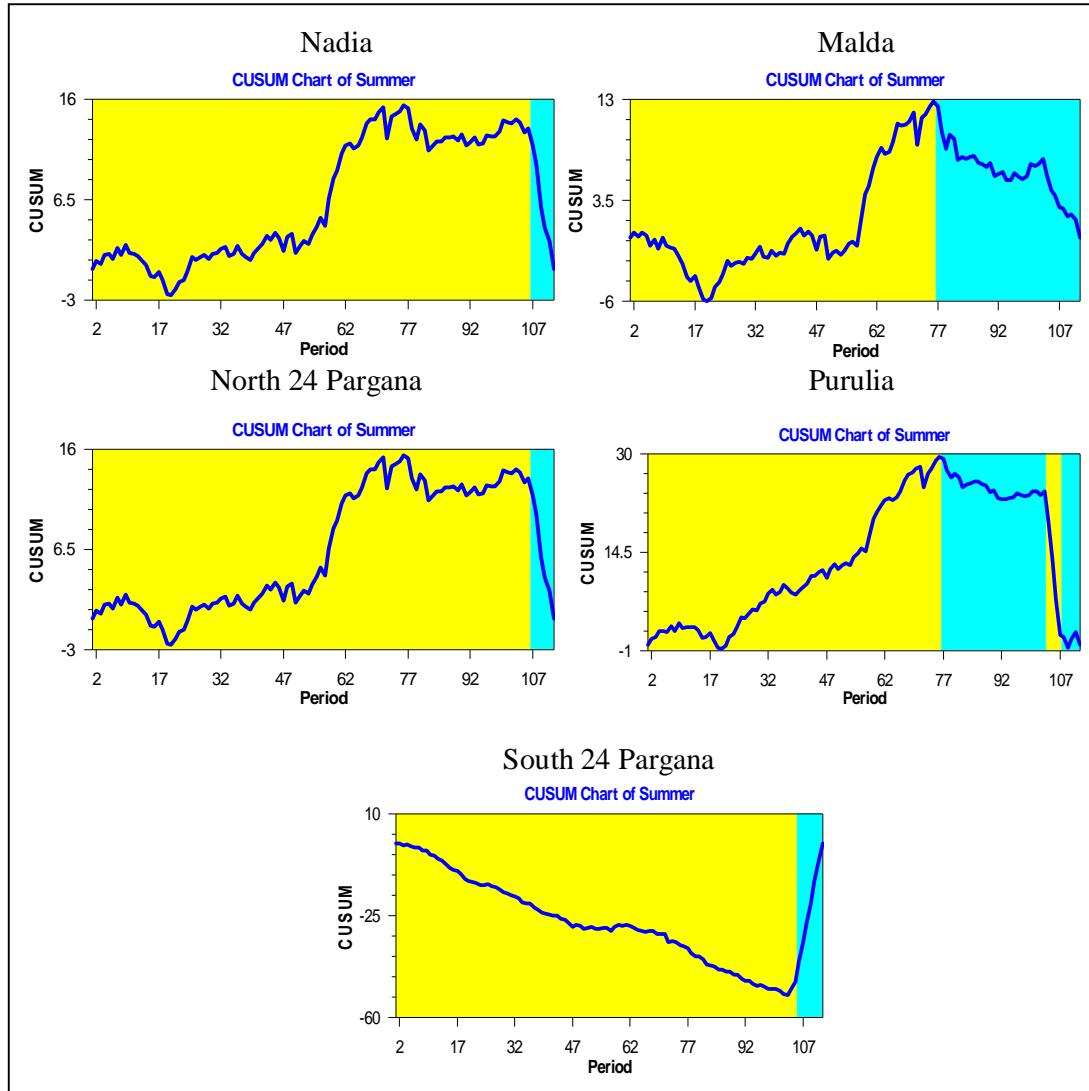 Nadia
CUSUM Chart of Summer
16
6.5
-3
CUSUM
2 17 32 47 62 77 92 107
Period
Malda
CUSUM Chart of Summer
13
3.5
-6
CUSUM
2 17 32 47 62 77 92 107
Period
North 24 Pargana
CUSUM Chart of Summer
16
6.5
-3
CUSUM
2 17 32 47 62 77 92 107
Period
Purulia
CUSUM Chart of Summer
30
14.5
-1
CUSUM
2 17 32 47 62 77 92 107
Period
South 24 Pargana
CUSUM Chart of Summer
10
-25
-60
CUSUM
2 17 32 47 62 77 92 107
Period